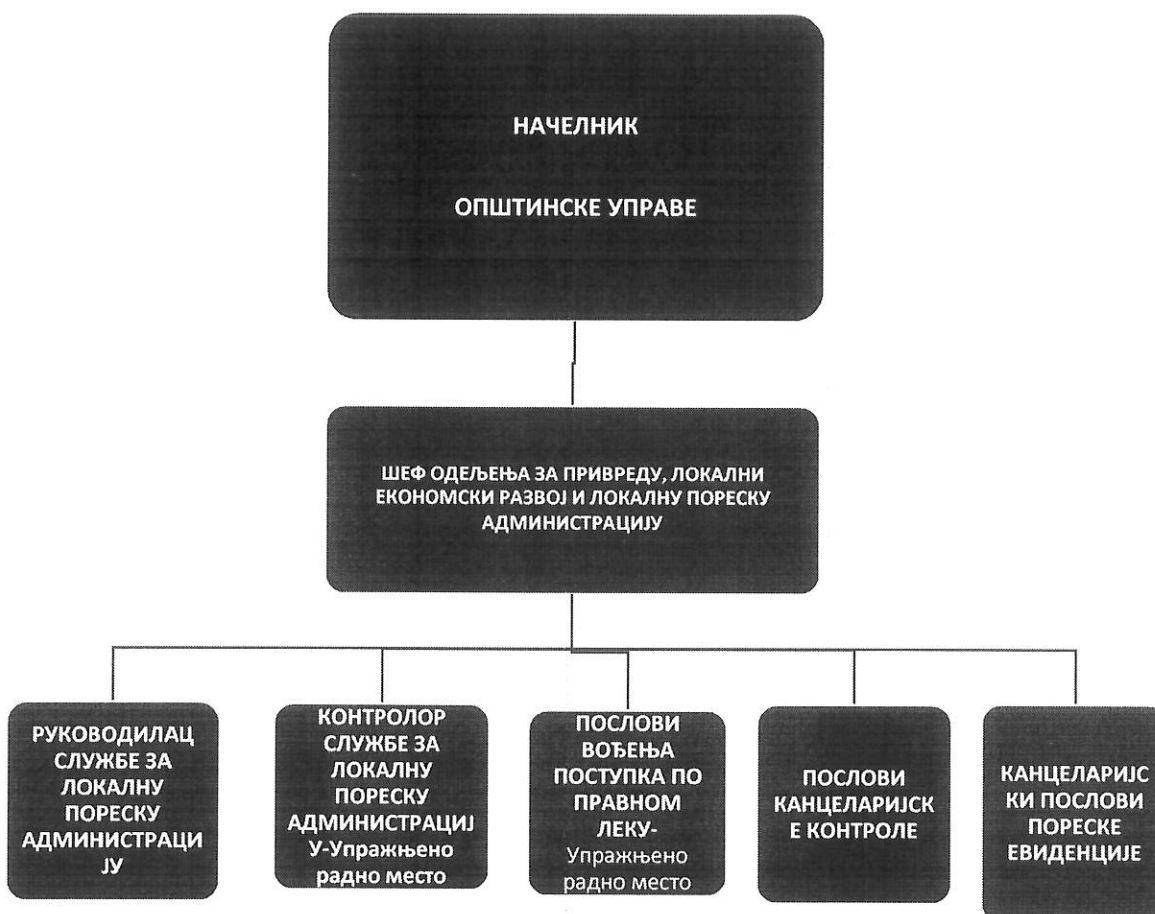 НАЧЕЛНИК
ОПШТИНСКЕ УПРАВЕ
ШЕФ ОДЕЉЕЊА ЗА ПРИВРЕДУ, ЛОКАЛНИ
ЕКОНОМСКИ РАЗВОЈ И ЛОКАЛНУ ПОРЕСКУ
АДМИНИСТРАЦИЈУ
РУКОВОДИЛАЦ
СЛУЖБЕ ЗА
ЛОКАЛНУ
ПОРЕСКУ
АДМИНИСТРАЦИ
ЈУ
КОНТРОЛОР
СЛУЖБЕ ЗА
ЛОКАЛНУ
ПОРЕСКУ
АДМИНИСТРАЦИЈ
У-Упражњено
радно место
ПОСЛОВИ
ВОЂЕЊА
ПОСТУПКА ПО
ПРАВНОМ
ЛЕКУ-
Упражњено
радно место
ПОСЛОВИ
КАНЦЕЛАРИЈСК
Е КОНТРОЛЕ
КАНЦЕЛАРИЈС
КИ ПОСЛОВИ
ПОРЕСКЕ
ЕВИДЕНЦИЈЕ